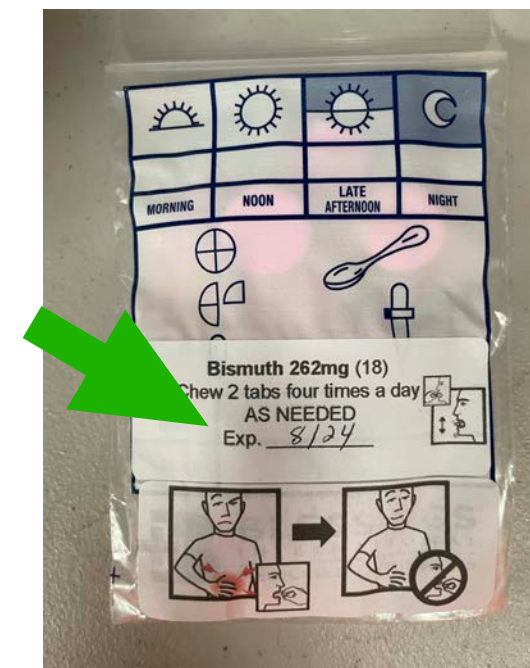 MORNING
NOON
LATE
AFTERNOON
NIGHT
Bismuth 262mg (18)
Chew 2 tabs four times a day
AS NEEDED
Exp. 8/24